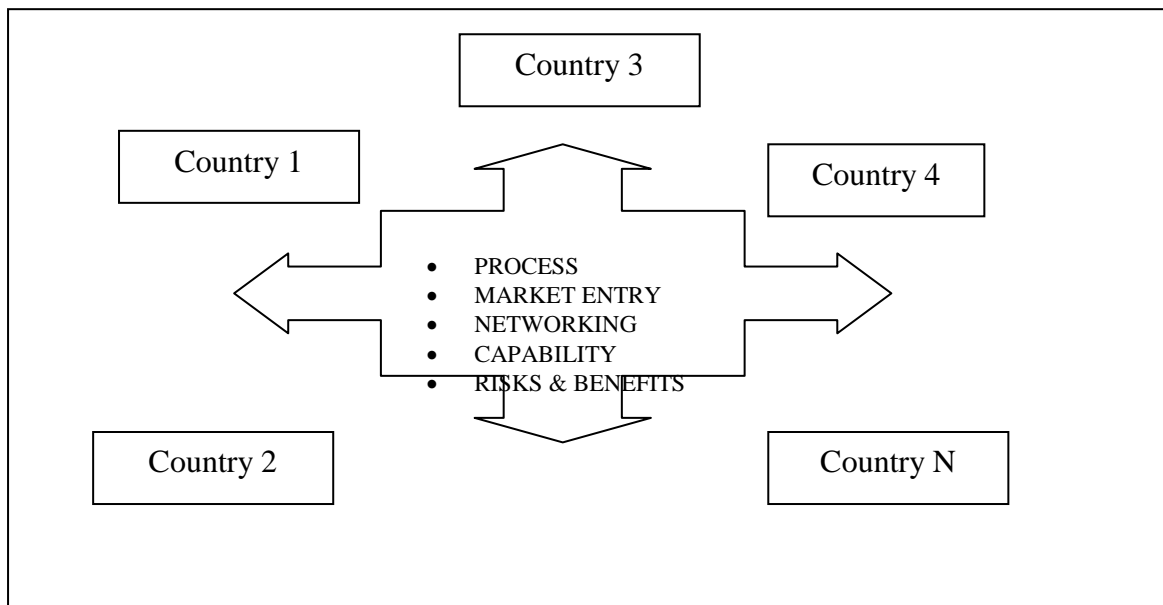 Country 3
Country 1
Country 4
• PROCESS
• MARKET ENTRY
• NETWORKING
• CAPABILITY
• RISKS & BENEFITS
Country 2
Country N